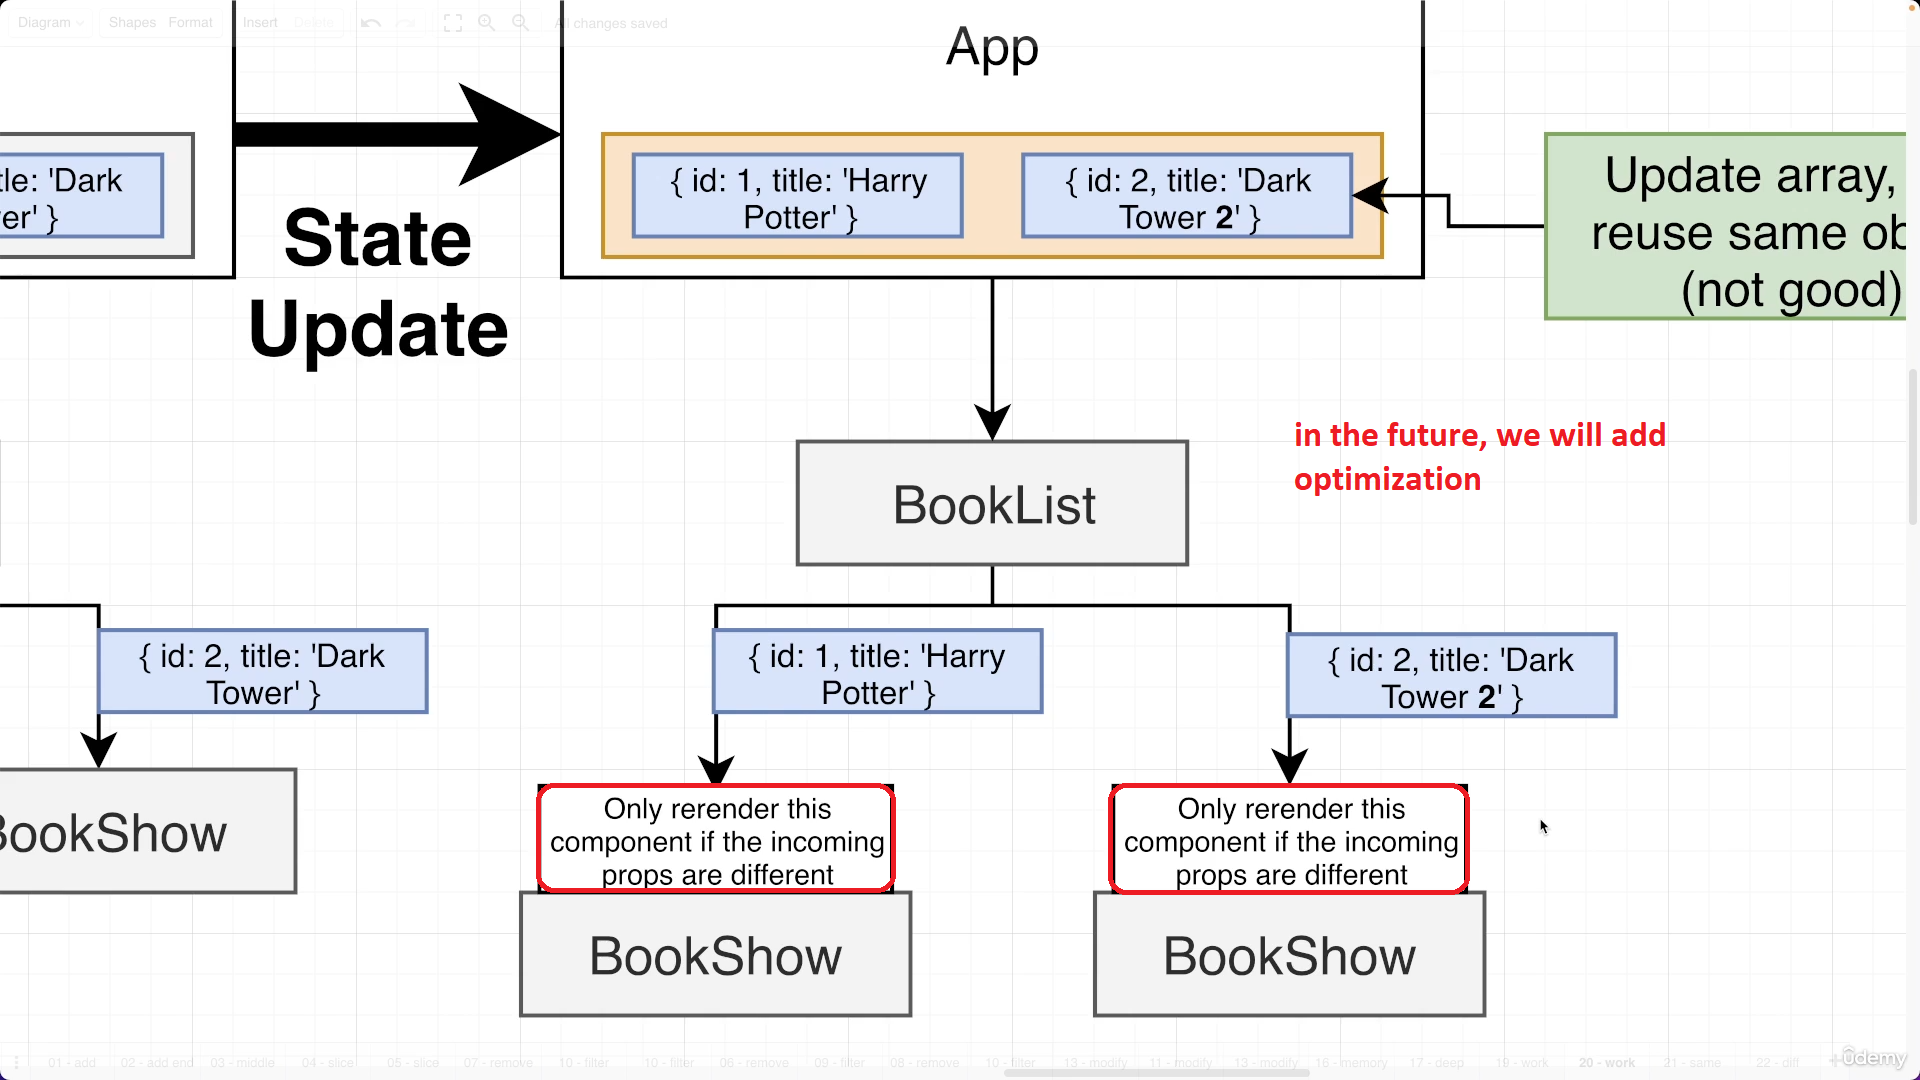 Diagram Shapes Format Insert Delete All changes saved
App
tle: 'Dark
er' }
{ id: 1, title: 'Harry
Potter' }
{ id: 2, title: 'Dark
Tower 2' }
Update array,
reuse same ob
(not good)
State
Update
in the future, we will add
optimization
BookList
{ id: 2, title: 'Dark
Tower' }
{ id: 1, title: 'Harry
Potter' }
{ id: 2, title: 'Dark
Tower 2' }
BookShow
Only rerender this
component if the incoming
props are different
Only rerender this
component if the incoming
props are different
BookShow
BookShow
01 - add 02 - add end 03 - middle 04 - slice 05 - slice 07 - remove 10 - filter 10 - filter 06 - remove 09 - filter 08 - remove 10 - filter 13 - modify 11 - modify 13 - modify 16 - memory 17 - deep 19 - work 20 - work 21 - same 22 - diff
ûdemy